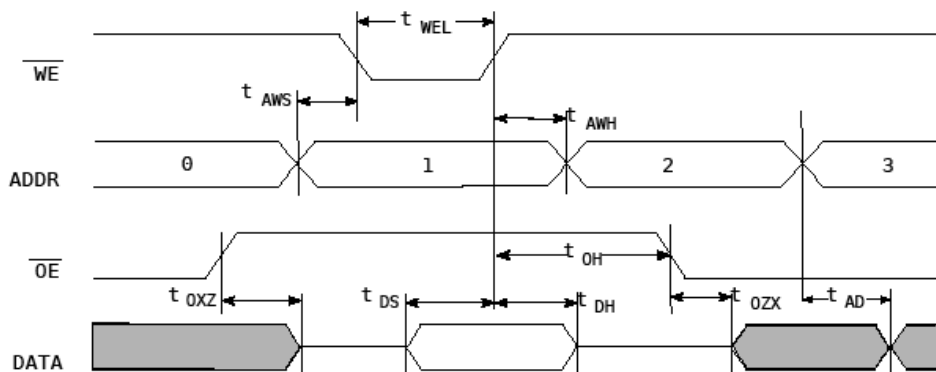 t WEL
WE
t AWS
t AWH
0 1 2 3
ADDR
OE
t OH
t OXZ t DS t DH t OZX t AD
DATA